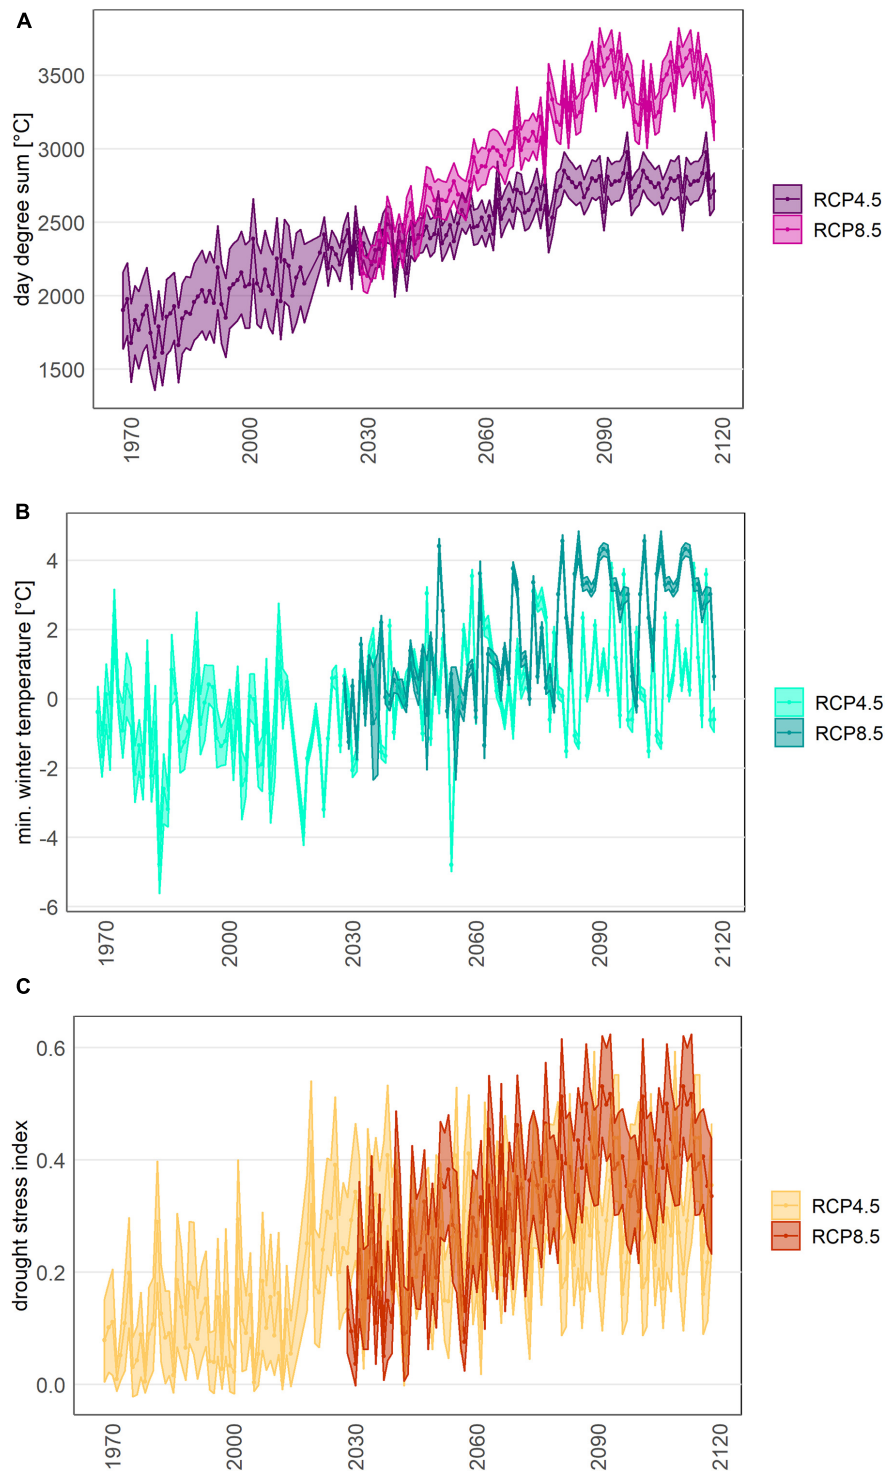 A
day degree sum [°C]
3500
3000
2500
2000
1500
1970
2000
2030
2060
2090
2120
RCP4.5
RCP8.5
B
min. winter temperature [°C]
4
2
0
-2
-4
-6
1970
2000
2030
2060
2090
2120
RCP4.5
RCP8.5
C
drought stress index
0.6
0.4
0.2
0.0
1970
2000
2030
2060
2090
2120
RCP4.5
RCP8.5